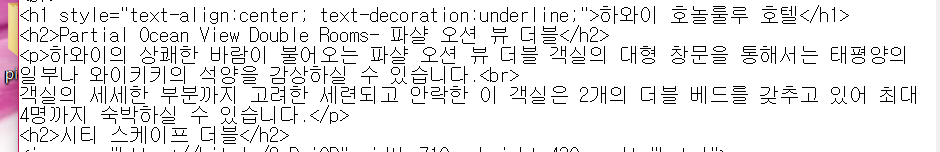 <h1 style="text-align:center; text-decoration:underline;">하와이 호놀룰루 호텔</h1>
<h2>Partial Ocean View Double Rooms- 파샬 오션 뷰 더블</h2>
<p>하와이의 상쾌한 바람이 불어오는 파샬 오션 뷰 더블 객실의 대형 창문을 통해서는 태평양의
일부나 와이키키의 석양을 감상하실 수 있습니다.<br>
객실의 세세한 부분까지 고려한 세련되고 안락한 이 객실은 2개의 더블 베드를 갖추고 있어 최대
4명까지 숙박하실 수 있습니다.</p>
<h2>시티 스케이프 더블</h2>